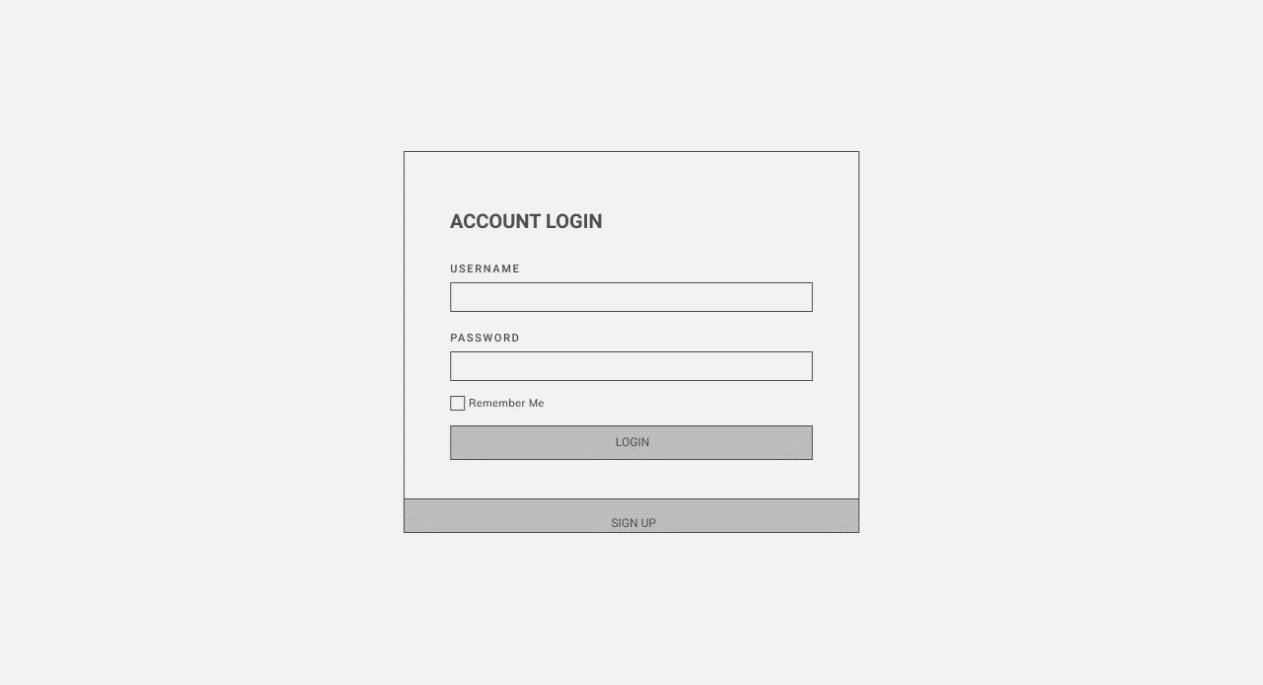 ACCOUNT LOGIN
USERNAME
PASSWORD
Remember Me
LOGIN
SIGN UP